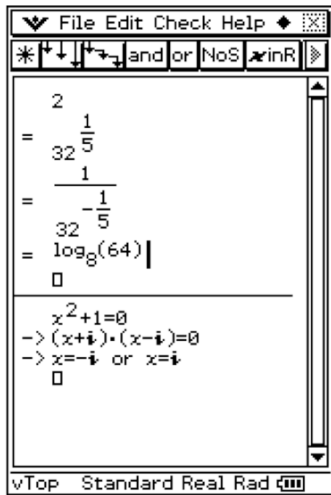 File Edit Check Help
and or NoS xinR
2
= 32^(1/5)
= 1/32^(-1/5)
= log₈(64)
x²+1=0
->(x+i)·(x-i)=0
->x=-i or x=i
vTop Standard Real Rad